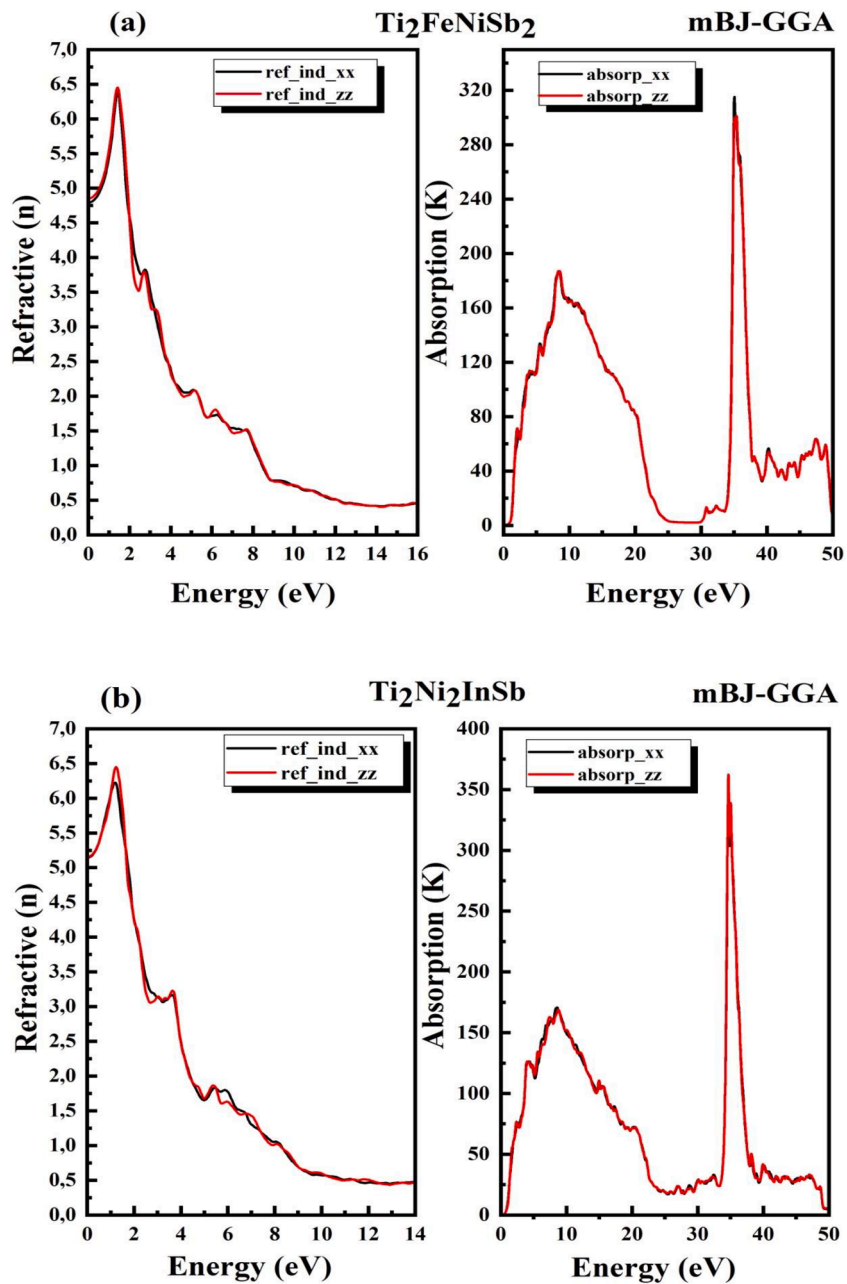 (a) Ti₂FeNiSb₂ mBJ-GGA
7,0
6,5
6,0
5,5
5,0
4,5
4,0
3,5
3,0
2,5
2,0
1,5
1,0
0,5
0,0
Refractive (n)
ref_ind_xx
ref_ind_zz
0 2 4 6 8 10 12 14 16
Energy (eV)
320
280
240
200
160
120
80
40
0
Absorption (K)
absorp_xx
absorp_zz
0 10 20 30 40 50
Energy (eV)
(b) Ti₂Ni₂InSb mBJ-GGA
7,0
6,5
6,0
5,5
5,0
4,5
4,0
3,5
3,0
2,5
2,0
1,5
1,0
0,5
0,0
Refractive (n)
ref_ind_xx
ref_ind_zz
0 2 4 6 8 10 12 14
Energy (eV)
400
350
300
250
200
150
100
50
0
Absorption (K)
absorp_xx
absorp_zz
0 10 20 30 40 50
Energy (eV)